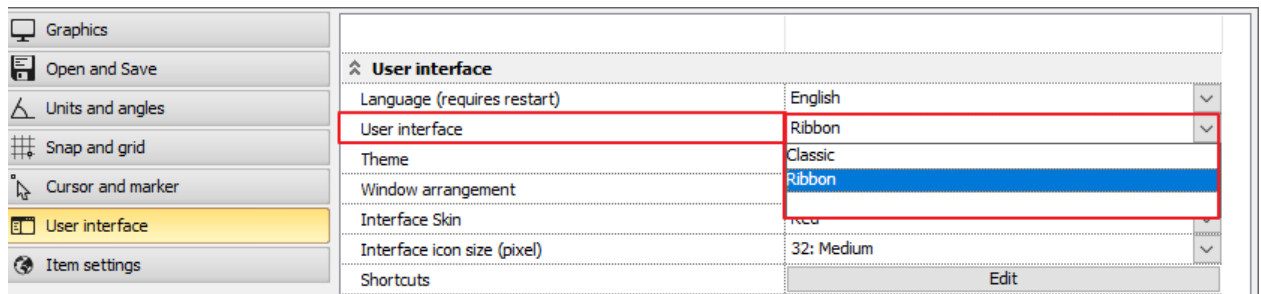 Graphics
Open and Save
Units and angles
Snap and grid
Cursor and marker
User interface
Item settings
User interface
Language (requires restart) English
User interface Ribbon
Theme Classic
Window arrangement Ribbon
Interface Skin
Interface icon size (pixel) 32: Medium
Shortcuts Edit